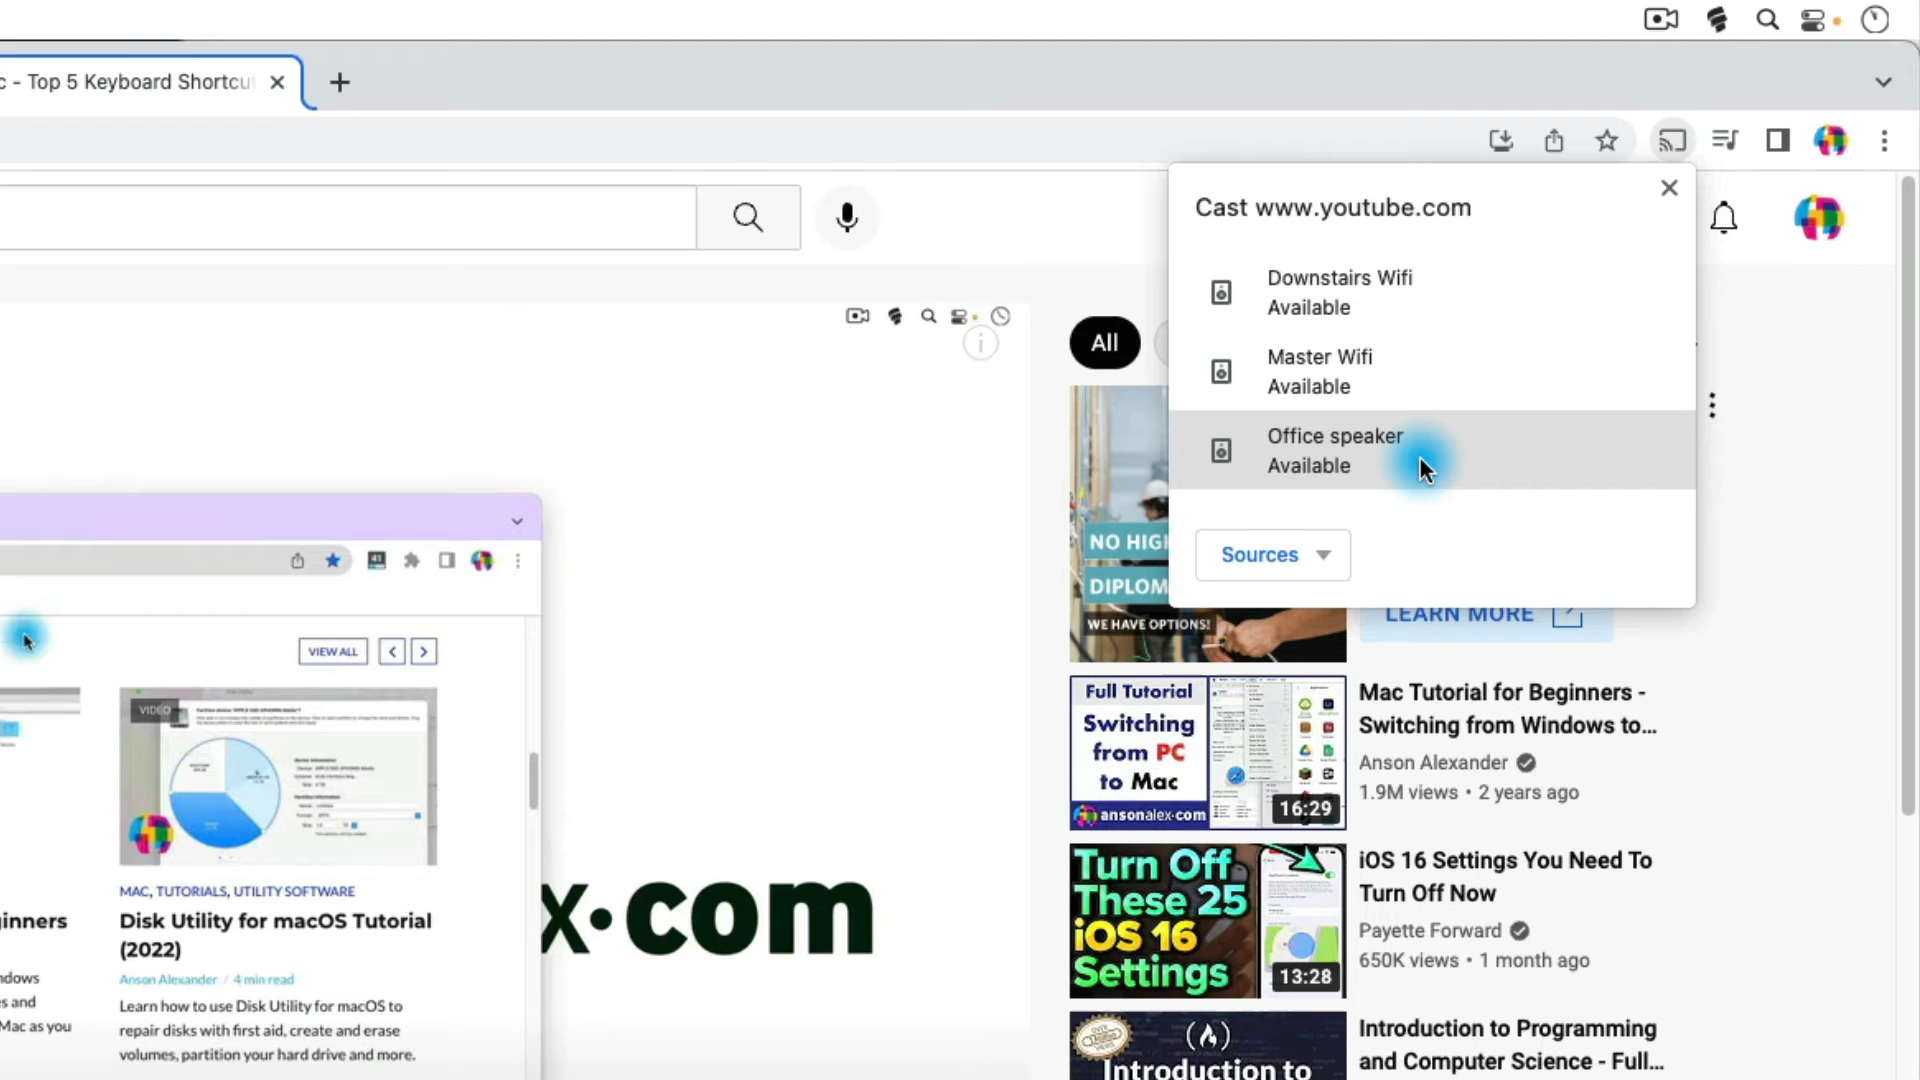 c - Top 5 Keyboard Shortcu
Cast www.youtube.com
Downstairs Wifi
Available
Master Wifi
Available
Office speaker
Available
Sources
All
NO HIGH
DIPLOM
WE HAVE OPTIONS!
LEARN MORE
41
VIEW ALL
VIDEO
MAC, TUTORIALS, UTILITY SOFTWARE
Disk Utility for macOS Tutorial
(2022)
Anson Alexander / 4 min read
Learn how to use Disk Utility for macOS to
repair disks with first aid, create and erase
volumes, partition your hard drive and more.
ginners
ndows
s and
Mac as you
x•com
Full Tutorial
Switching
from PC
to Mac
ansonalex•com
16:29
Mac Tutorial for Beginners -
Switching from Windows to...
Anson Alexander
1.9M views • 2 years ago
Turn Off
These 25
iOS 16
Settings
13:28
iOS 16 Settings You Need To
Turn Off Now
Payette Forward
650K views • 1 month ago
Introduction to
Introduction to Programming
and Computer Science - Full...